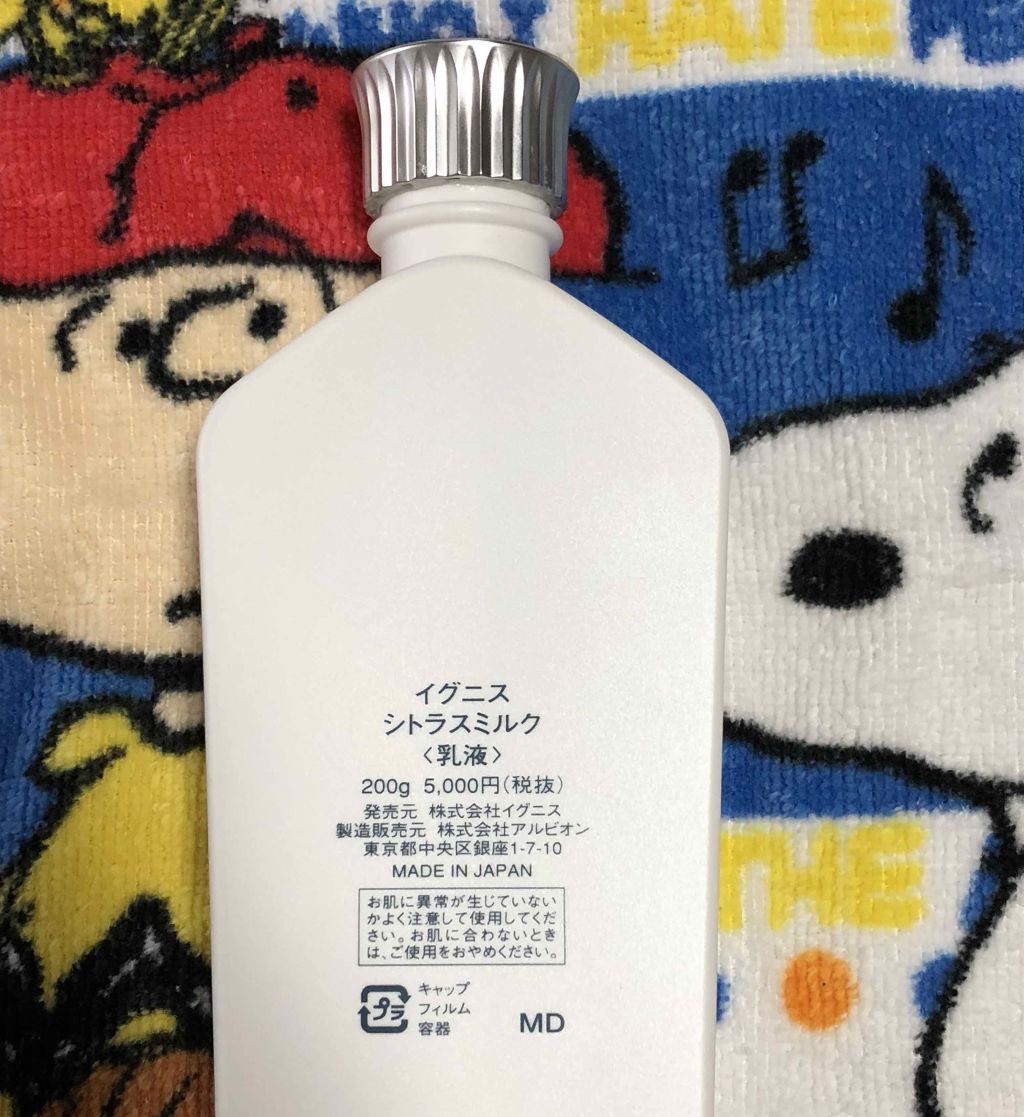 HATE
イグニス
シトラスミルク
〈乳液〉
200g 5,000円(税抜)
発売元 株式会社イグニス
製造販売元 株式会社アルビオン
東京都中央区銀座1-7-10
MADE IN JAPAN
お肌に異常が生じていない
かよく注意して使用してくだ
さい。お肌に合わないとき
は、ご使用をおやめください。
プラ
キャップ
フィルム
容器
MD
THE